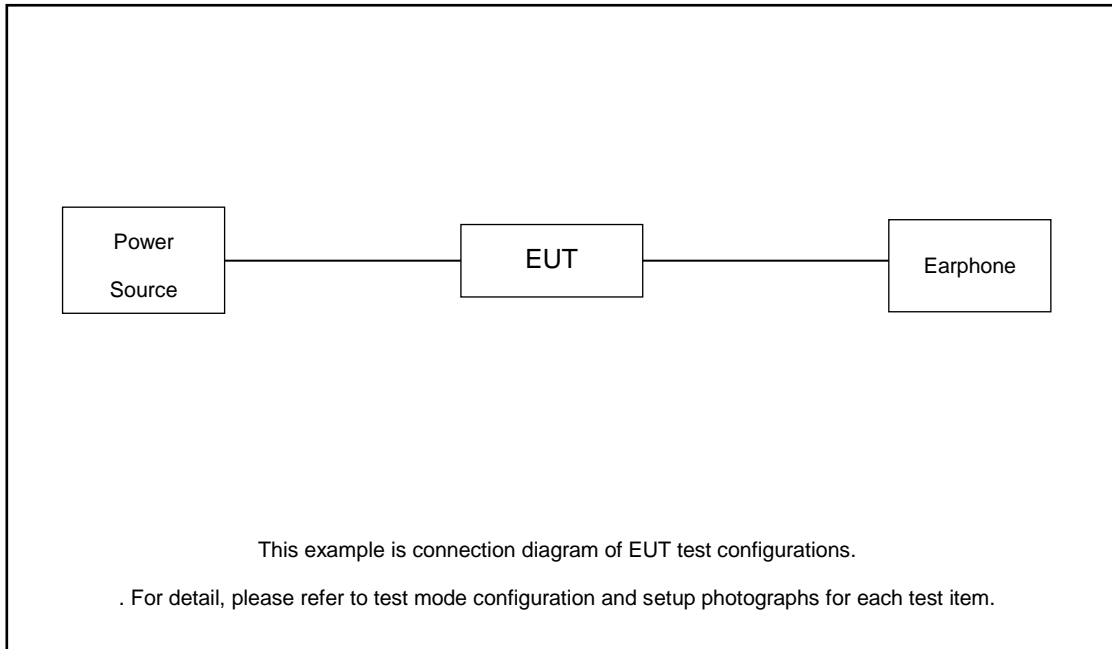 Power
Source
EUT
Earphone
This example is connection diagram of EUT test configurations.
. For detail, please refer to test mode configuration and setup photographs for each test item.